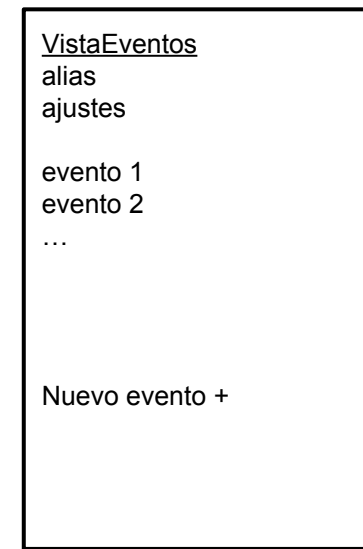 VistaEventos
alias
ajustes
evento 1
evento 2
…
Nuevo evento +